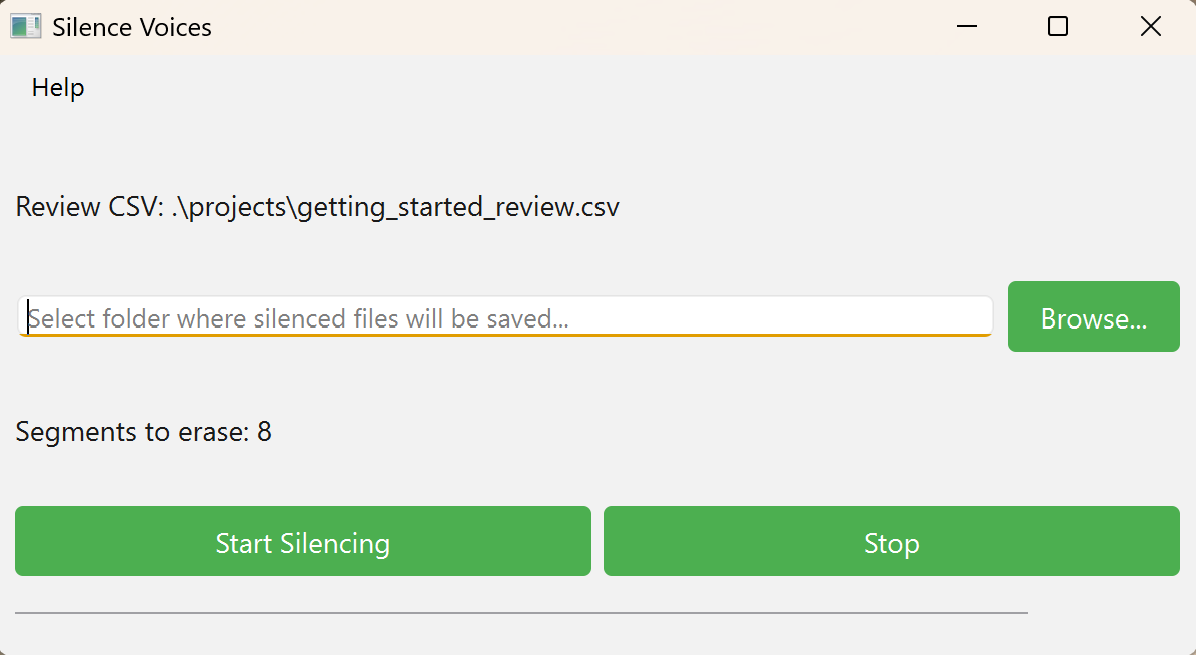 Silence Voices
Help
Review CSV: .\projects\getting_started_review.csv
Select folder where silenced files will be saved...
Browse...
Segments to erase: 8
Start Silencing
Stop